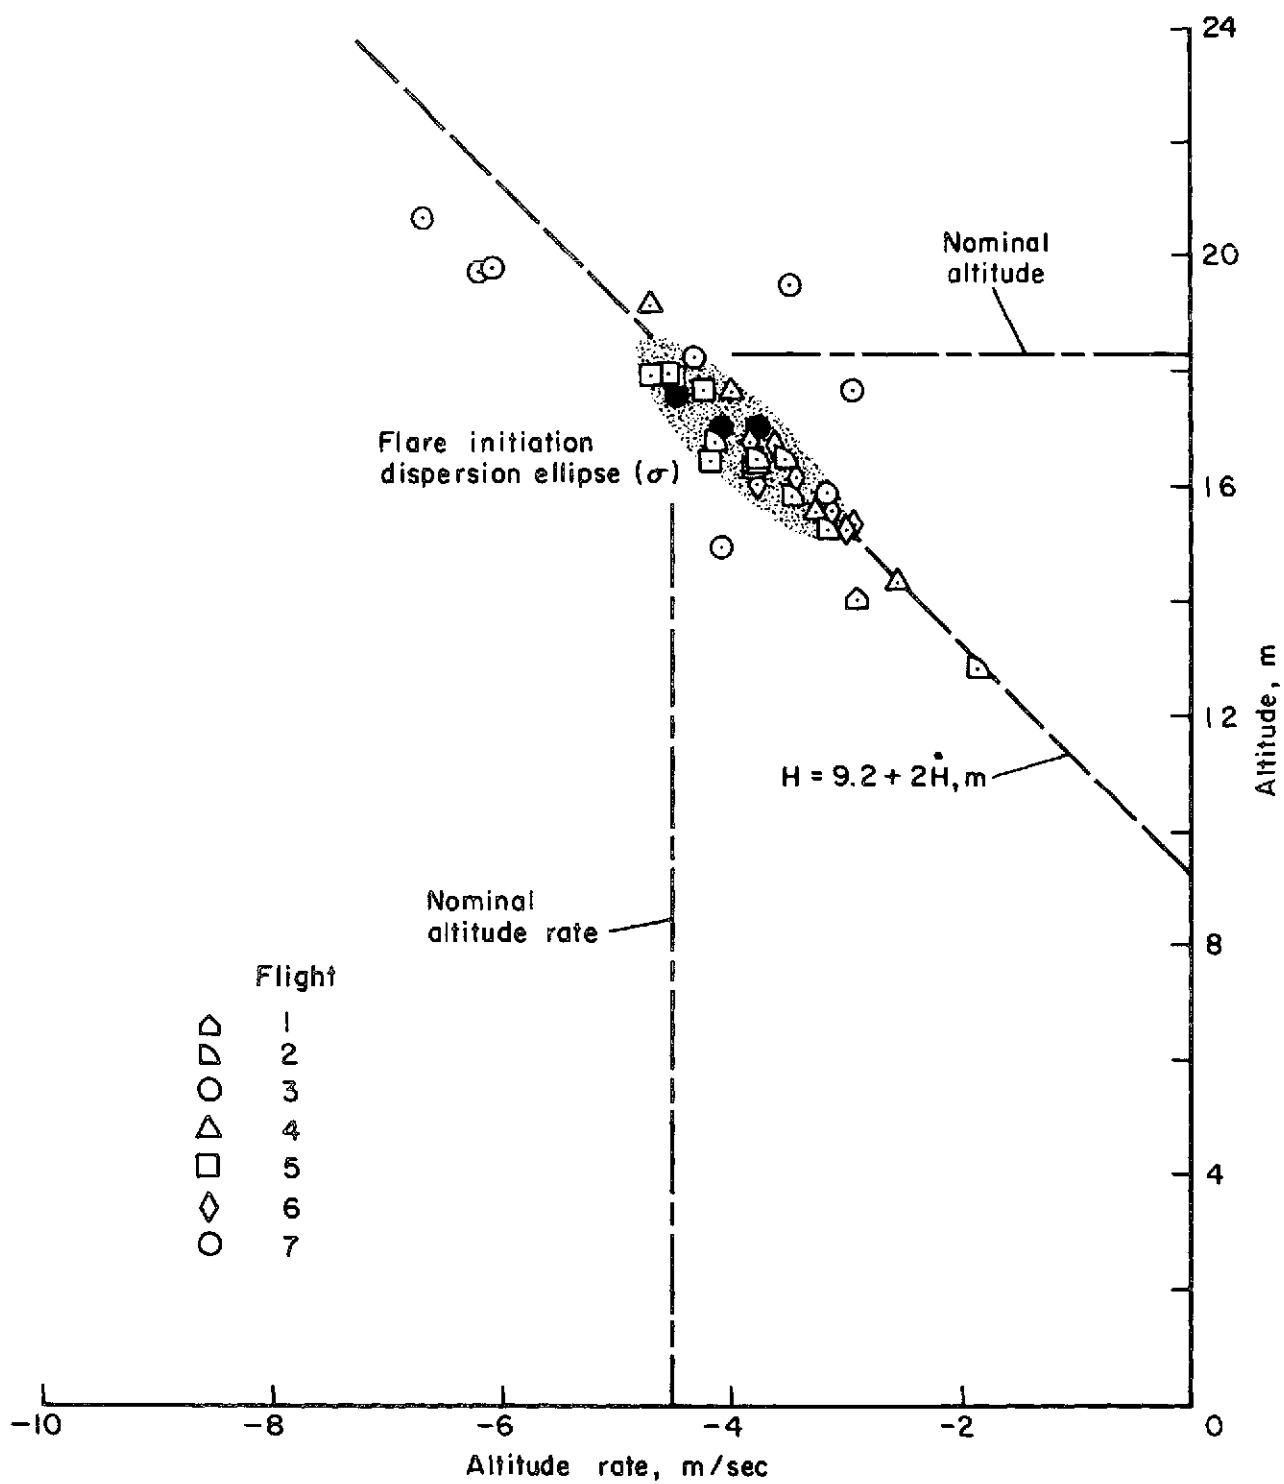 24
20
16
12
8
4
0
Altitude, m
Nominal
altitude
Flare initiation
dispersion ellipse (σ)
H = 9.2 + 2Ḣ, m
Nominal
altitude rate
Flight
1
2
3
4
5
6
7
-10 -8 -6 -4 -2
Altitude rate, m/sec